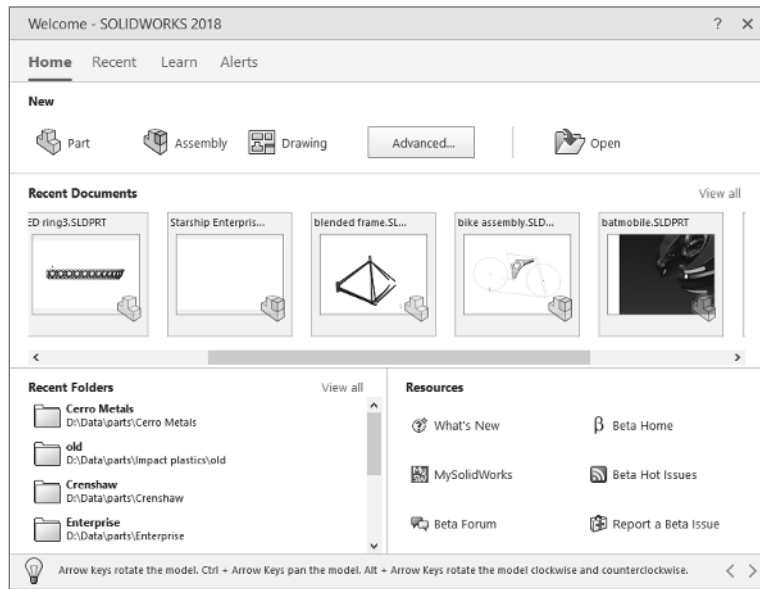 Welcome - SOLIDWORKS 2018
Home Recent Learn Alerts
New
Part Assembly Drawing Advanced... Open
Recent Documents View all
ED ring3.SLDPRT Starship Enterpris... blended frame.SL... bike assembly.SLD... batmobile.SLDPRT
Recent Folders View all
Cerro Metals
D:\Data\parts\Cerro Metals
old
D:\Data\parts\Impact plastics\old
Crenshaw
D:\Data\parts\Crenshaw
Enterprise
D:\Data\parts\Enterprise
Resources
What's New β Beta Home
MySolidWorks Beta Hot Issues
Beta Forum Report a Beta Issue
Arrow keys rotate the model. Ctrl + Arrow Keys pan the model. Alt + Arrow Keys rotate the model clockwise and counterclockwise.